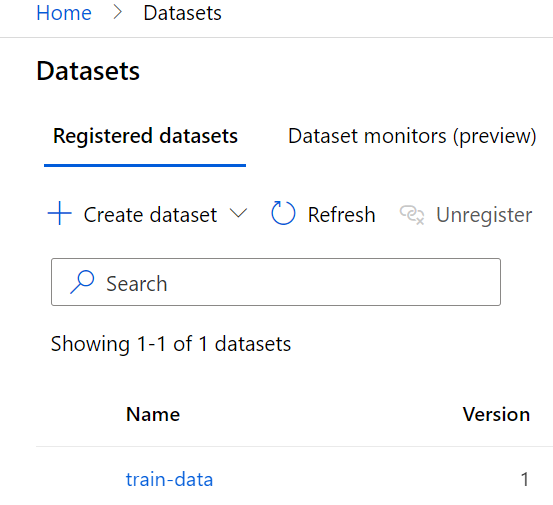 Home > Datasets
Datasets
Registered datasets Dataset monitors (preview)
+ Create dataset Refresh Unregister
Search
Showing 1-1 of 1 datasets
Name Version
train-data 1